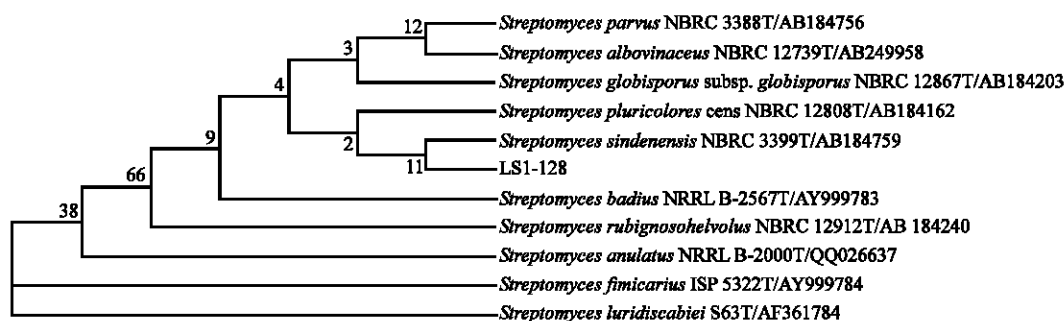 12
Streptomyces parvus NBRC 3388T/AB184756
3
Streptomyces albovinaceus NBRC 12739T/AB249958
4
Streptomyces globisporus subsp. globisporus NBRC 12867T/AB184203
Streptomyces pluricolores cens NBRC 12808T/AB184162
9
2
Streptomyces sindenensis NBRC 3399T/AB184759
11
LS1-128
66
Streptomyces badius NRRL B-2567T/AY999783
38
Streptomyces rubignosohelvolus NBRC 12912T/AB 184240
Streptomyces anulatus NRRL B-2000T/QQ026637
Streptomyces fimicarius ISP 5322T/AY999784
Streptomyces luridiscabiei S63T/AF361784